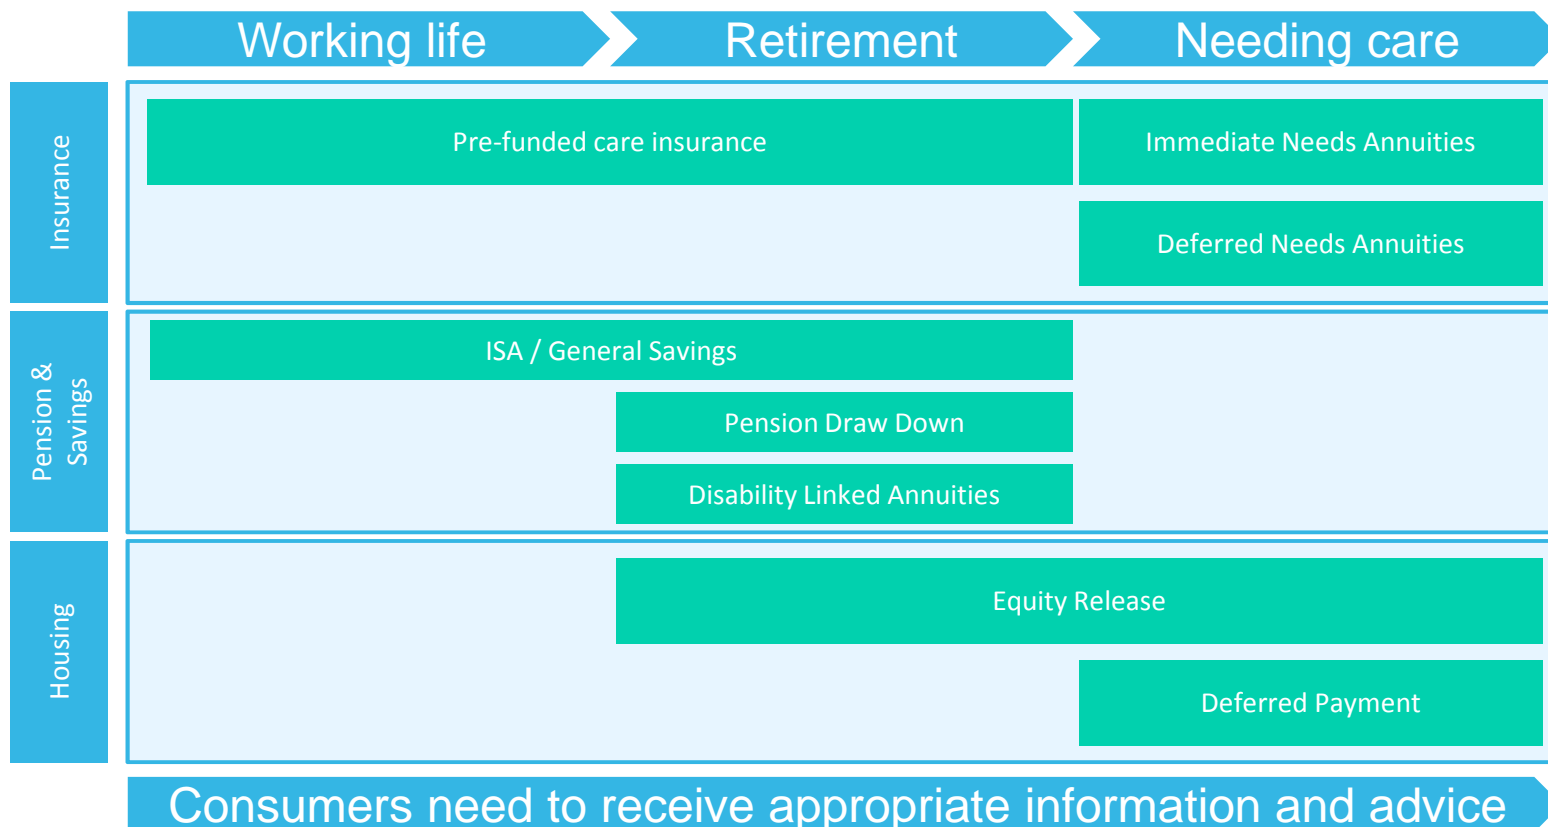 Working life
Retirement
Needing care
Insurance
Pre-funded care insurance
Immediate Needs Annuities
Deferred Needs Annuities
Pension &
Savings
ISA / General Savings
Pension Draw Down
Disability Linked Annuities
Housing
Equity Release
Deferred Payment
Consumers need to receive appropriate information and advice